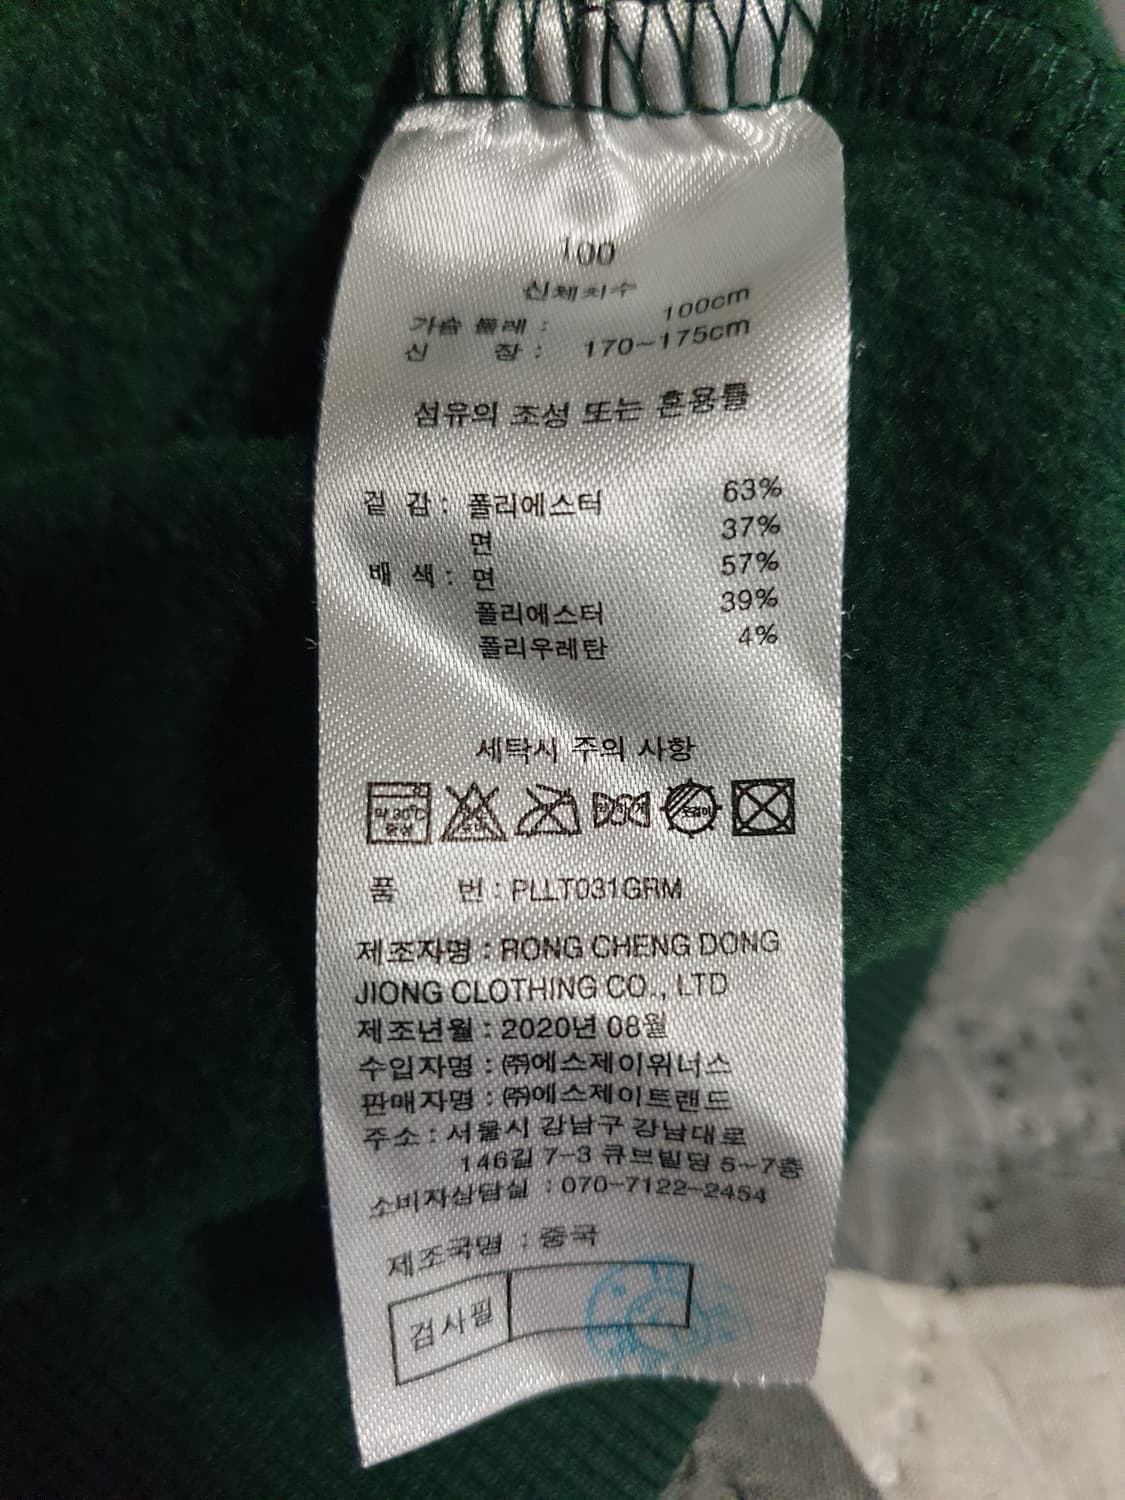 100
신체치수
가슴 둘레 : 100cm
신 장 : 170~175cm
섬유의 조성 또는 혼용률
겉 감 : 폴리에스터 63%
면 37%
배 색 : 면 57%
폴리에스터 39%
폴리우레탄 4%
세탁시 주의 사항
약 30℃
중성
품 번 : PLLT031GRM
제조자명 : RONG CHENG DONG
JIONG CLOTHING CO., LTD
제조년월 : 2020년 08월
수입자명 : ㈜에스제이위너스
판매자명 : ㈜에스제이트랜드
주소 : 서울시 강남구 강남대로
146길 7-3 큐브빌딩 5~7층
소비자상담실 : 070-7122-2454
제조국명 : 중국
검사필